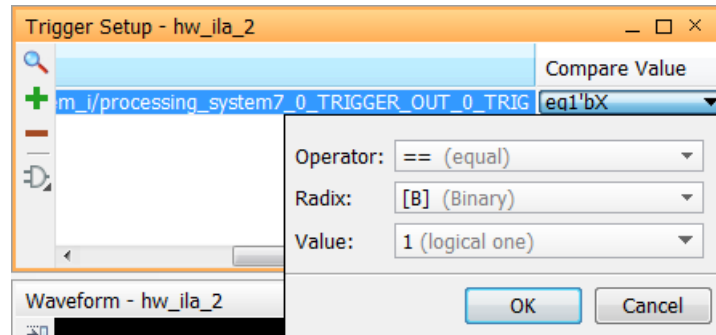 Trigger Setup - hw_ila_2
Compare Value
em_i/processing_system7_0_TRIGGER_OUT_0_TRIG eq1'bX
Operator: == (equal)
Radix: [B] (Binary)
Value: 1 (logical one)
Waveform - hw_ila_2
OK Cancel